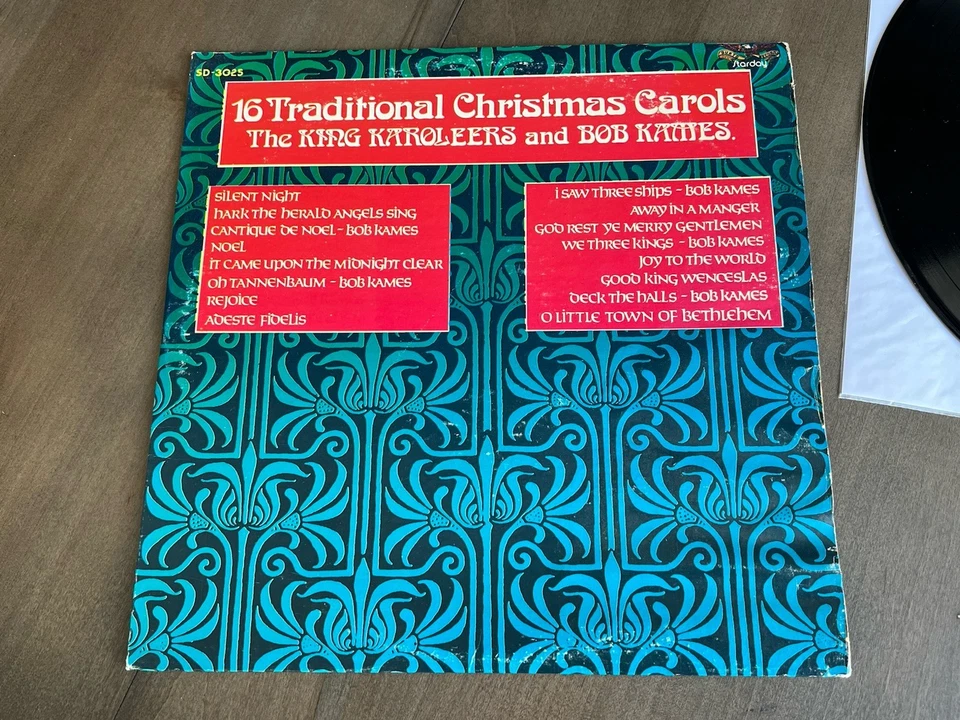 SD-3025
starday
16 Traditional Christmas Carols
The KING KAROLEERS and BOB KAMES.
SILENT NIGHT
HARK THE HERALD ANGELS SING
CANTIQUE DE NOEL - BOB KAMES
NOEL
IT CAME UPON THE MIDNIGHT CLEAR
OH TANNENBAUM - BOB KAMES
REJOICE
ADESTE FIDELIS
I SAW THREE SHIPS - BOB KAMES
AWAY IN A MANGER
GOD REST YE MERRY GENTLEMEN
WE THREE KINGS - BOB KAMES
JOY TO THE WORLD
GOOD KING WENCESLAS
DECK THE HALLS - BOB KAMES
O LITTLE TOWN OF BETHLEHEM